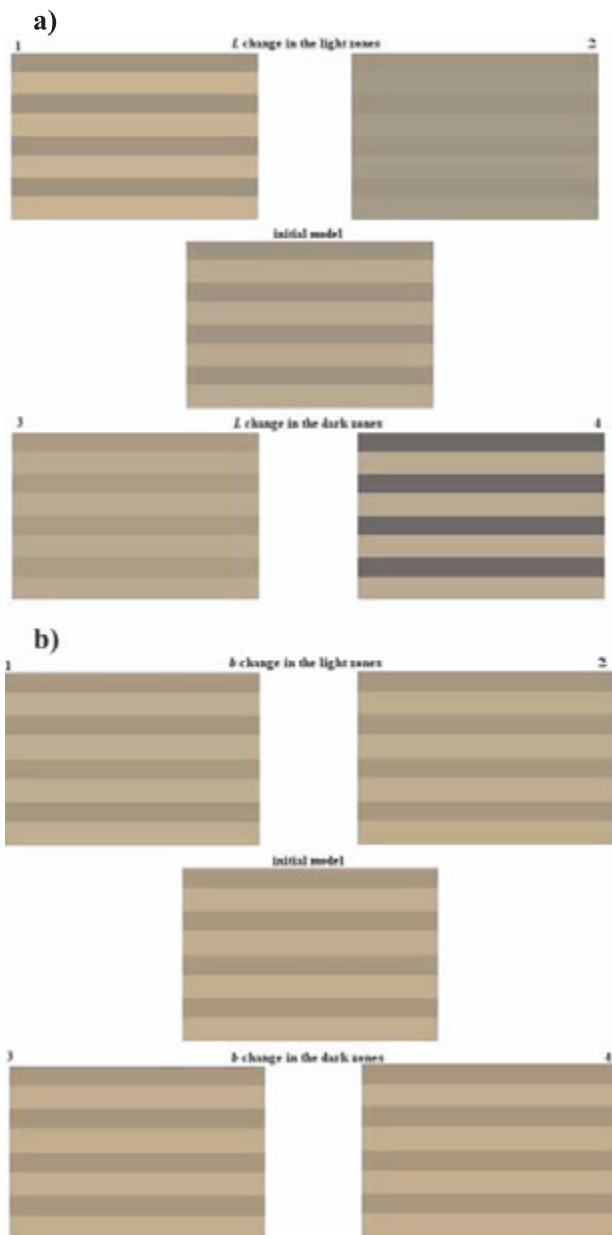 a)
1 L change in the light zones 2
initial model
3 L change in the dark zones 4
b)
1 b change in the light zones 2
initial model
3 b change in the dark zones 4